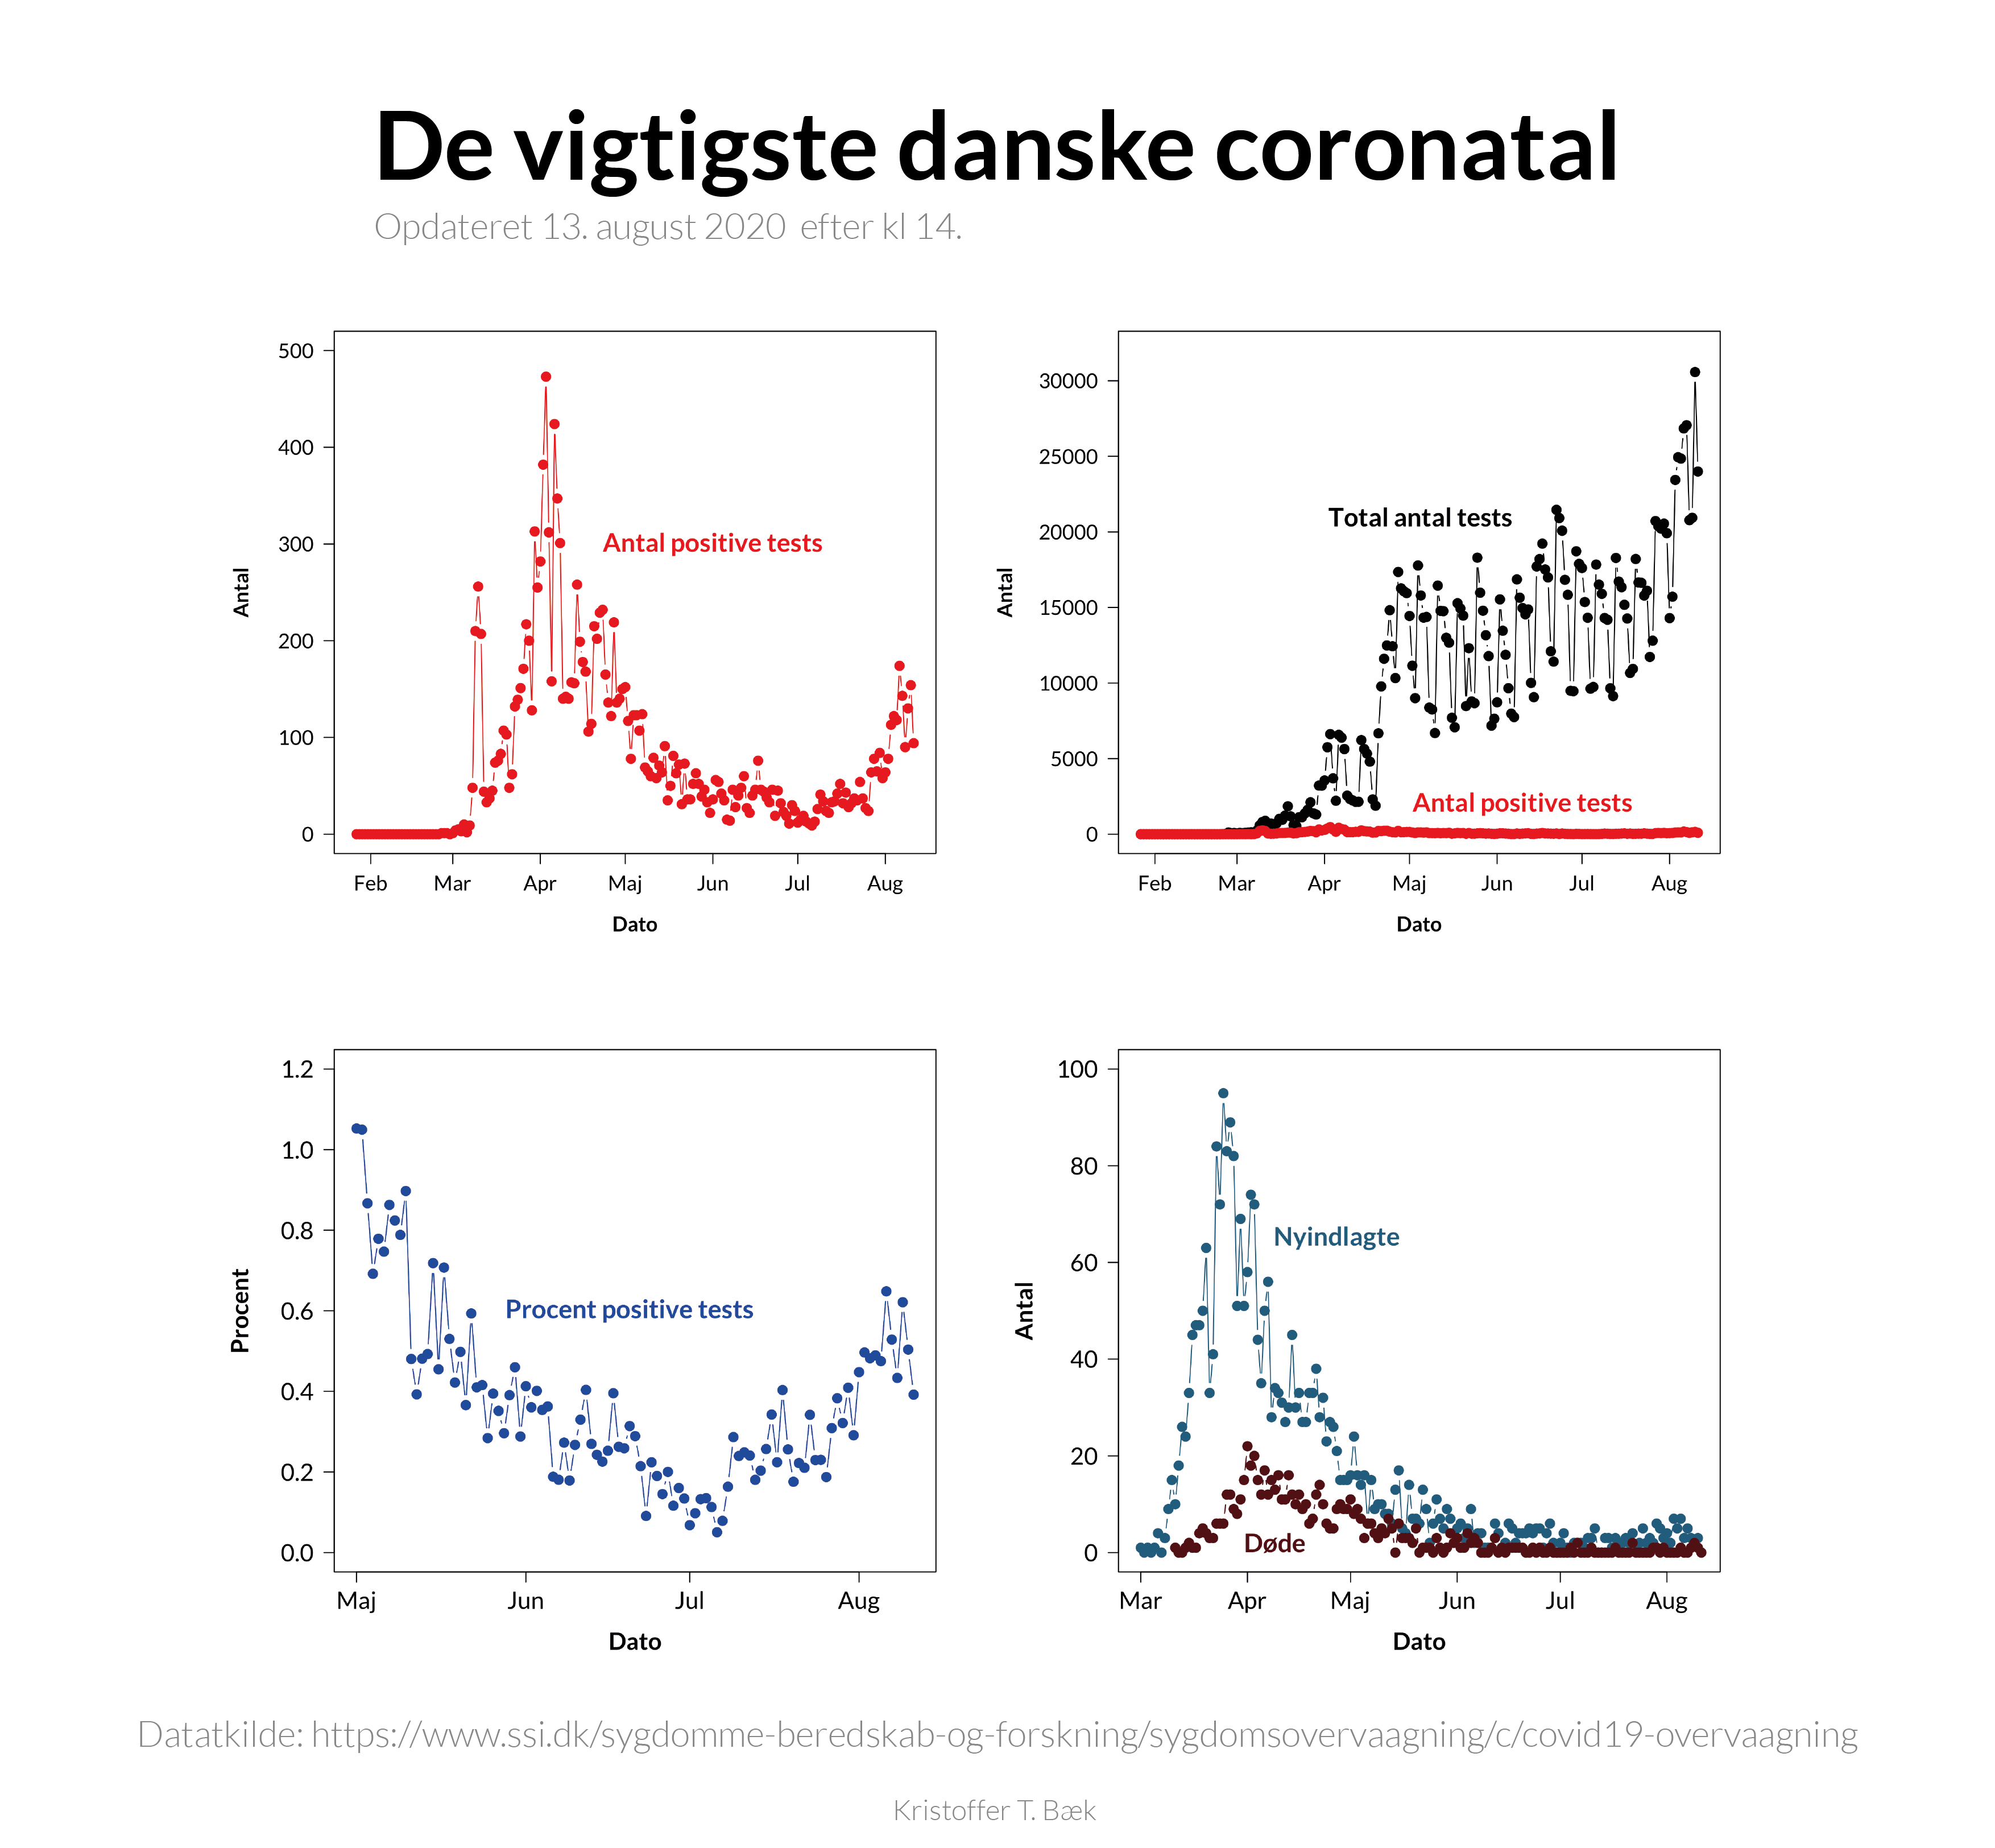 De vigtigste danske coronatal
Opdateret 13. august 2020 efter kl 14.
500
400
300
200
100
0
Antal
Antal positive tests
Feb Mar Apr Maj Jun Jul Aug
Dato
30000
25000
20000
15000
10000
5000
0
Antal
Total antal tests
Antal positive tests
Feb Mar Apr Maj Jun Jul Aug
Dato
1.2
1.0
0.8
0.6
0.4
0.2
0.0
Procent
Procent positive tests
Maj Jun Jul Aug
Dato
100
80
60
40
20
0
Antal
Nyindlagte
Døde
Mar Apr Maj Jun Jul Aug
Dato
Datatkilde: https://www.ssi.dk/sygdomme-beredskab-og-forskning/sygdomsovervaagning/c/covid19-overvaagning
Kristoffer T. Bæk